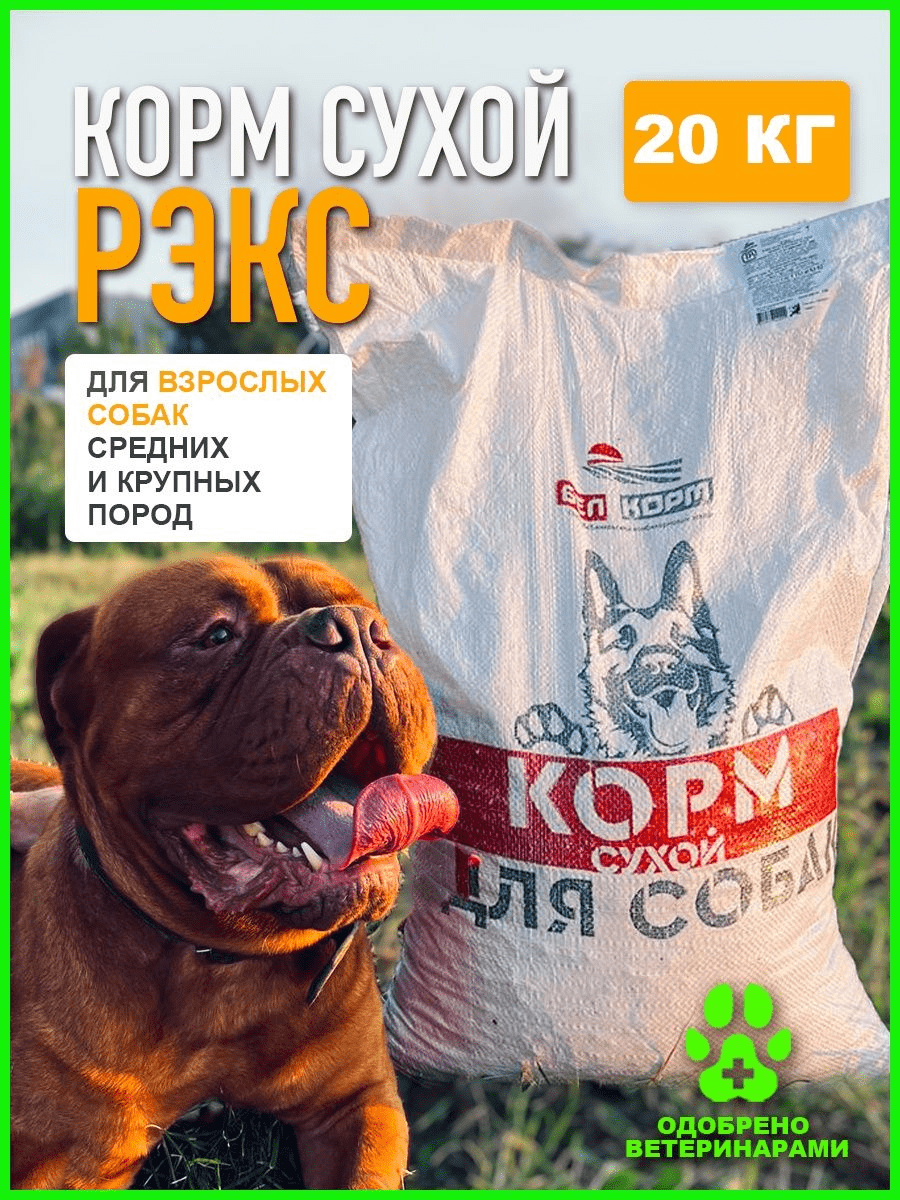 КОРМ СУХОЙ
РЭКС
20 КГ
ДЛЯ ВЗРОСЛЫХ
СОБАК
СРЕДНИХ
И КРУПНЫХ
ПОРОД
БЕЛ КОРМ
КОРМ
СУХОЙ
ДЛЯ СОБАК
ОДОБРЕНО
ВЕТЕРИНАРАМИ